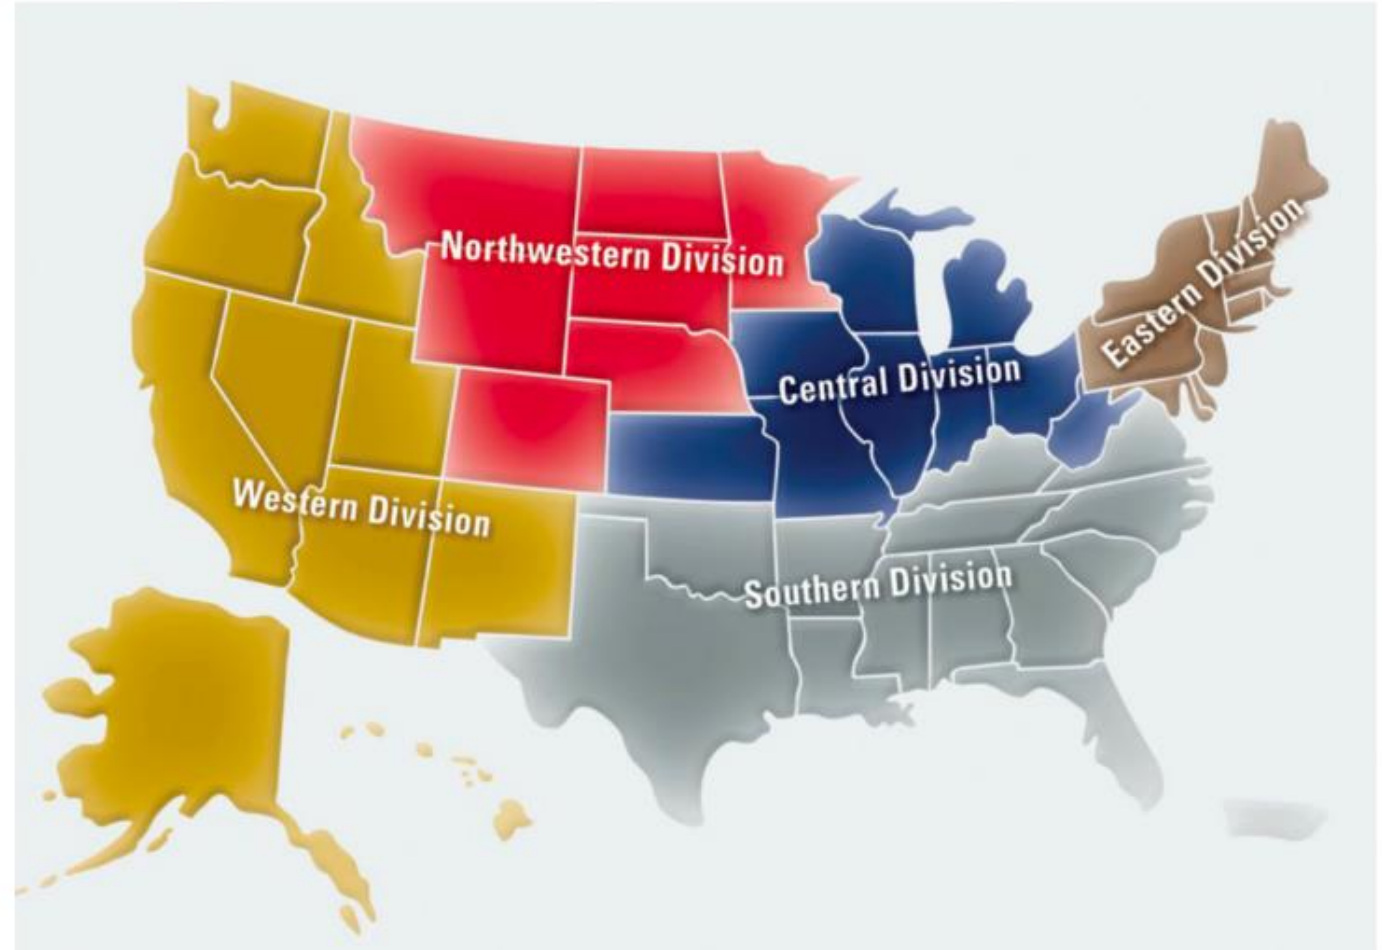 Northwestern Division
Eastern Division
Central Division
Western Division
Southern Division